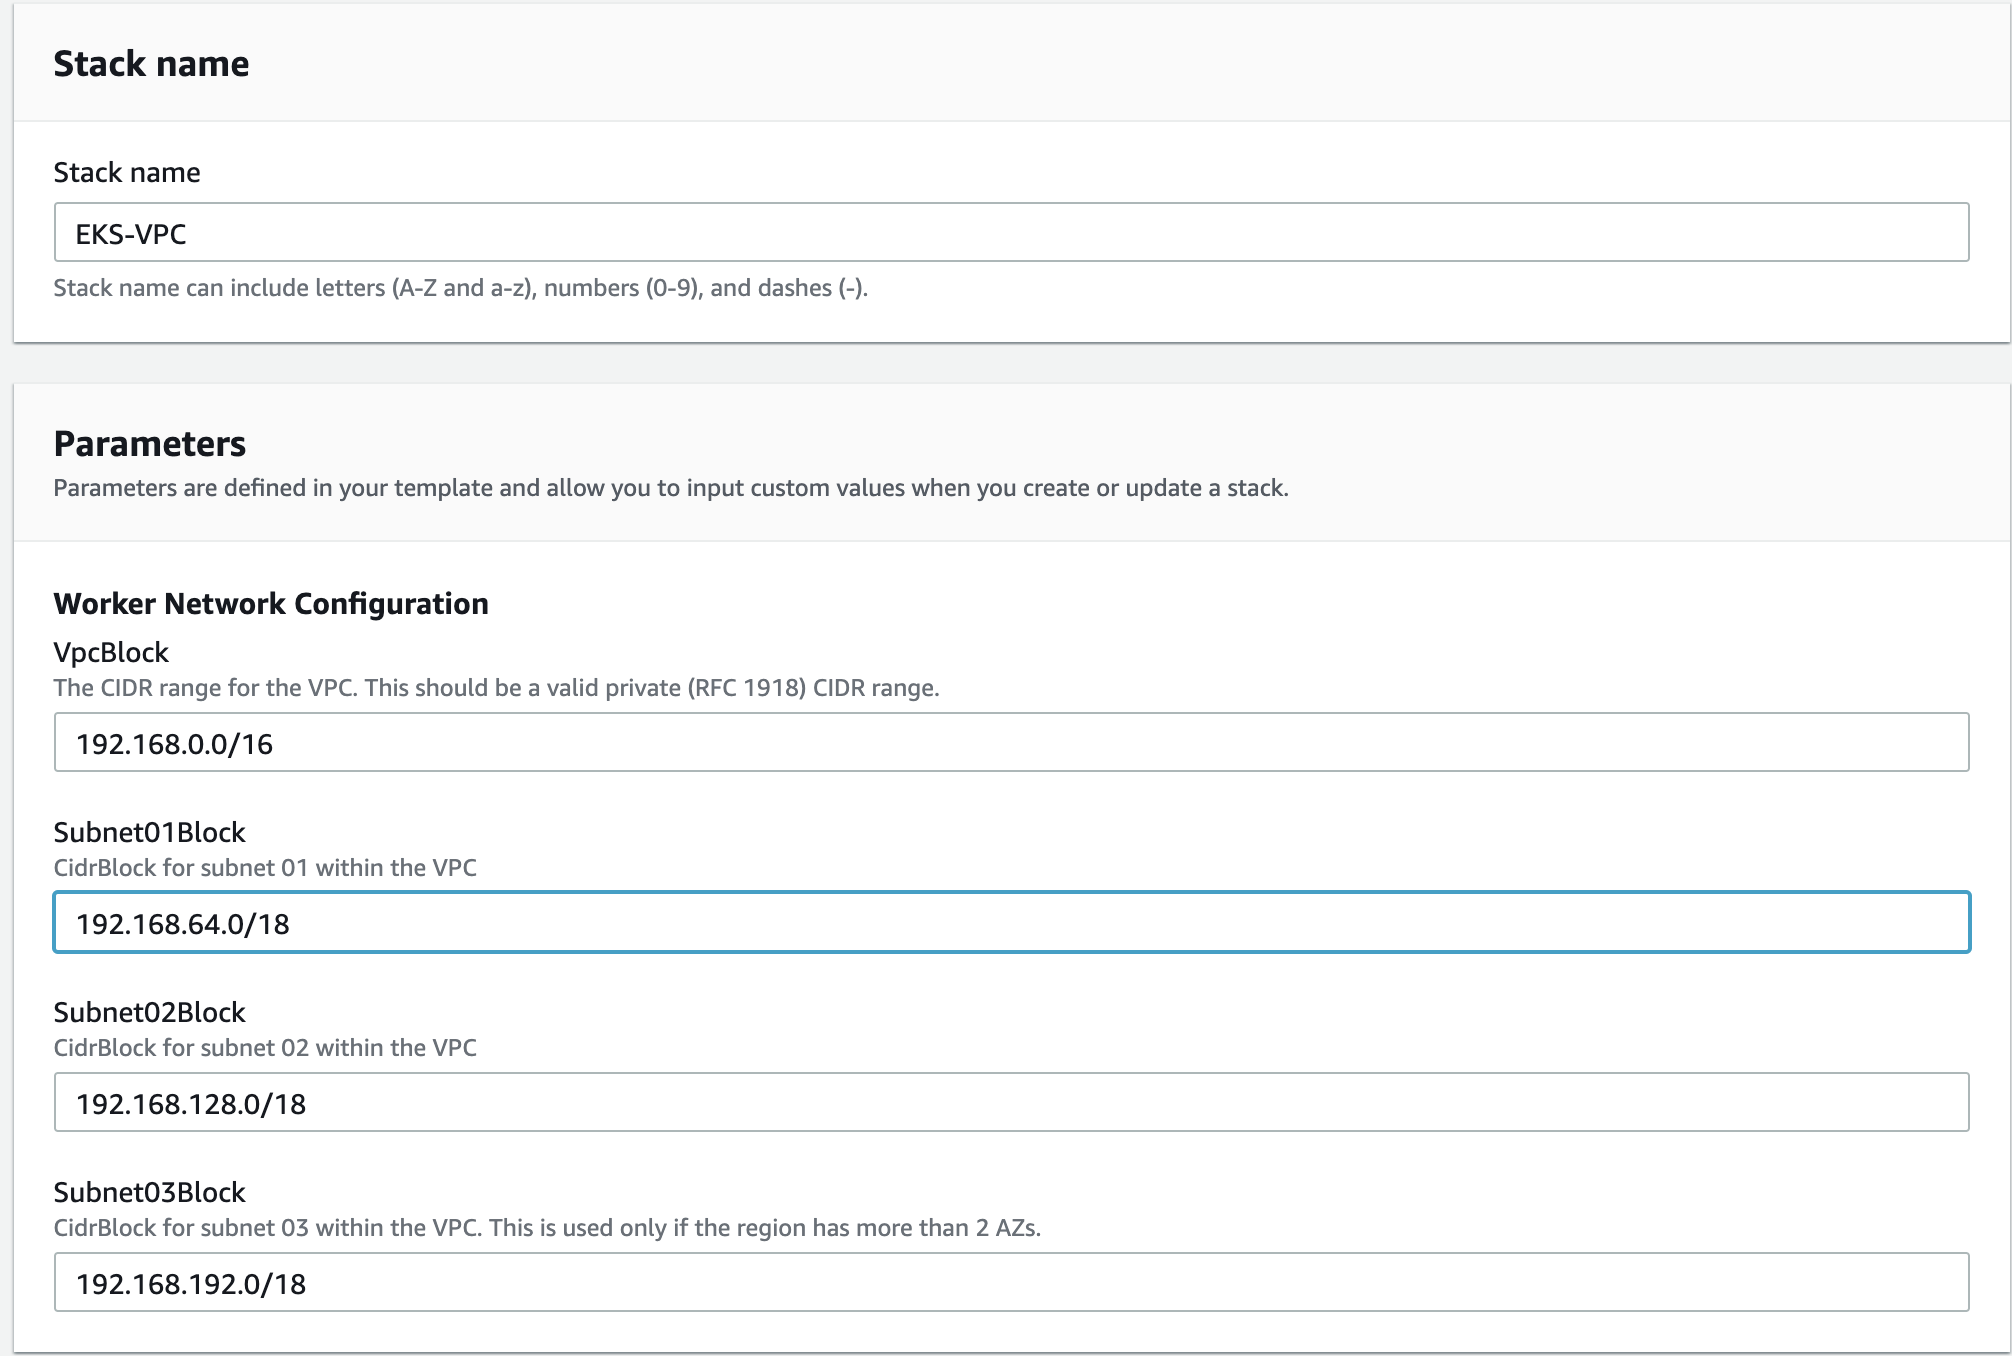 Stack name
Stack name
EKS-VPC
Stack name can include letters (A-Z and a-z), numbers (0-9), and dashes (-).
Parameters
Parameters are defined in your template and allow you to input custom values when you create or update a stack.
Worker Network Configuration
VpcBlock
The CIDR range for the VPC. This should be a valid private (RFC 1918) CIDR range.
192.168.0.0/16
Subnet01Block
CidrBlock for subnet 01 within the VPC
192.168.64.0/18
Subnet02Block
CidrBlock for subnet 02 within the VPC
192.168.128.0/18
Subnet03Block
CidrBlock for subnet 03 within the VPC. This is used only if the region has more than 2 AZs.
192.168.192.0/18